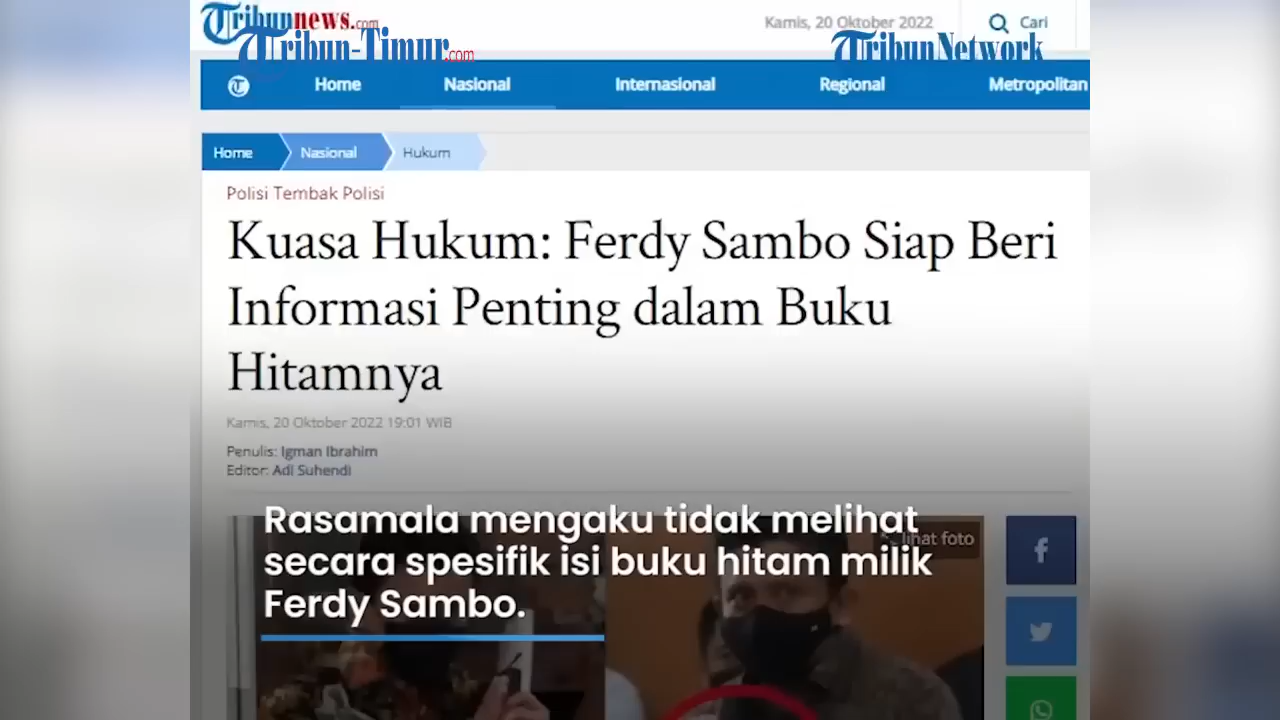 Tribunnews.com
Kamis, 20 Oktober 2022
Cari
Tribun-Timur.com
TribunNetwork
Home
Nasional
Internasional
Regional
Metropolitan
Home
Nasional
Hukum
Polisi Tembak Polisi
Kuasa Hukum: Ferdy Sambo Siap Beri
Informasi Penting dalam Buku
Hitamnya
Kamis, 20 Oktober 2022 19:01 WIB
Penulis: Igman Ibrahim
Editor: Adi Suhendi
lihat foto
Rasamala mengaku tidak melihat
secara spesifik isi buku hitam milik
Ferdy Sambo.